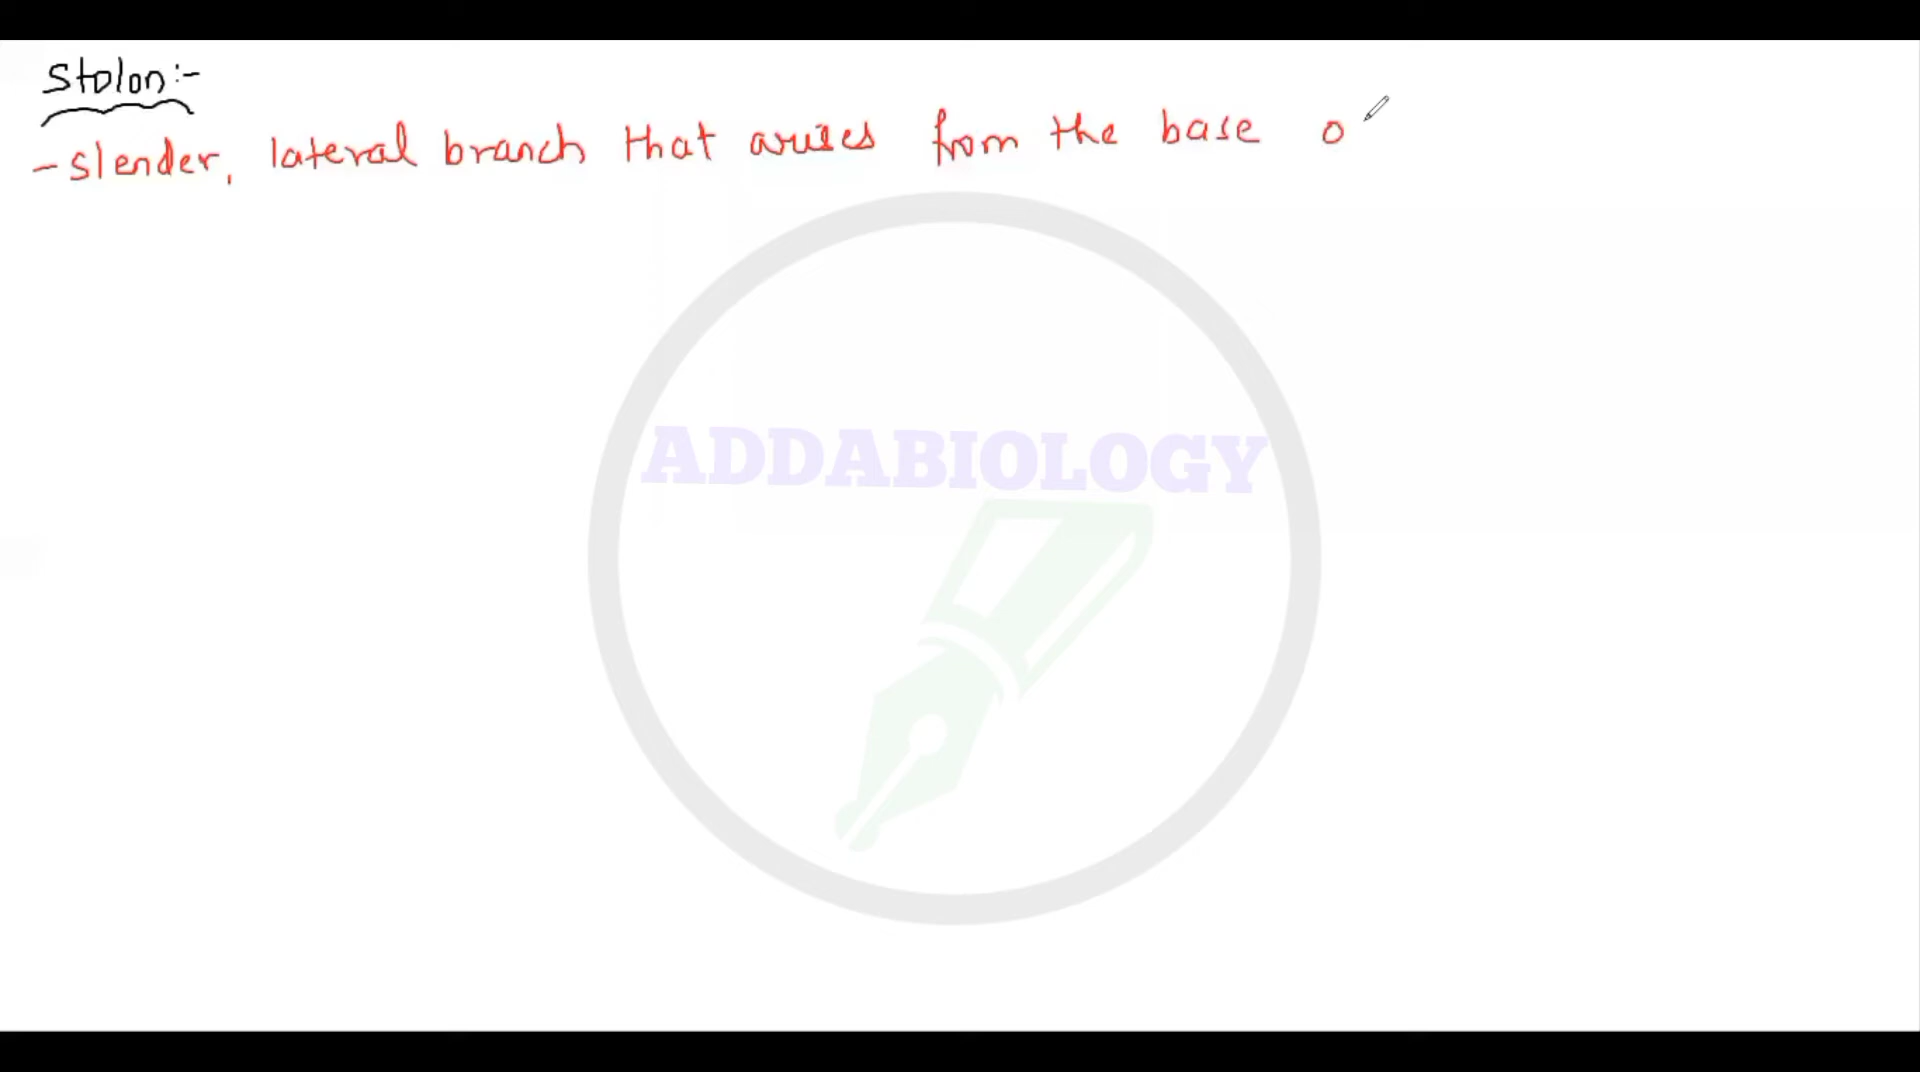 Stolon:-
- slender, lateral branch that arises from the base o
ADDABIOLOGY